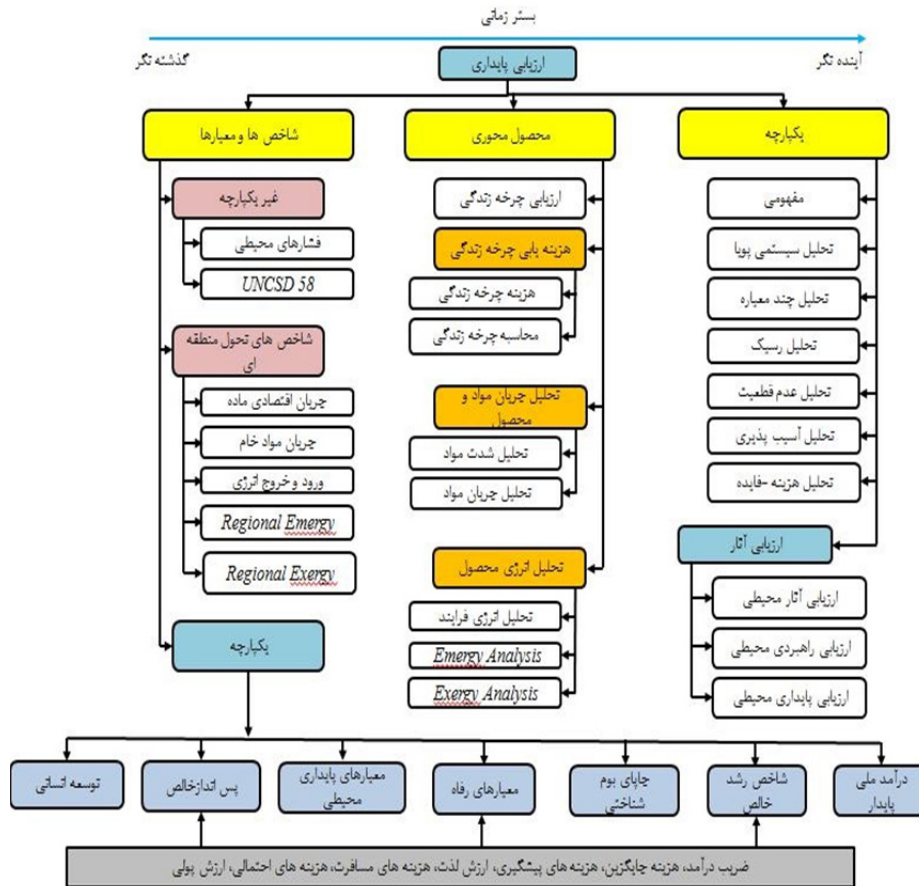 بستر زمانی
آینده نگر
گذشته نگر
ارزیابی پایداری
یکپارچه
مفهومی
تحلیل سیستمی پویا
تحلیل چند معیاره
تحلیل رسیک
تحلیل عدم قطعیت
تحلیل آسیب پذیری
تحلیل هزینه -فایده
ارزیابی آثار
ارزیابی آثار محیطی
ارزیابی راهبردی محیطی
ارزیابی پایداری محیطی
محصول محوری
ارزیابی چرخه زندگی
هزینه یابی چرخه زندگی
هزینه چرخه زندگی
محاسبه چرخه زندگی
تحلیل جریان مواد و
محصول
تحلیل شدت مواد
تحلیل جریان مواد
تحلیل انرژی محصول
تحلیل انرژی فرایند
Emergy Analysis
Exergy Analysis
شاخص ها و معیارها
غیر یکپارچه
فشارهای محیطی
UNCSD 58
شاخص های تحول منطقه
ای
جریان اقتصادی ماده
جریان مواد خام
ورود و خروج انرژی
Regional Emergy
Regional Exergy
یکپارچه
درآمد ملی
پایدار
شاخص رشد
خالص
جاپای بوم
شناختی
معیارهای رفاه
معیارهای پایداری
محیطی
پس اندازخالص
توسعه انسانی
ضریب درآمد، هزینه جایگزین، هزینه های پیشگیری، ارزش لذت، هزینه های مسافرت، هزینه های احتمالی، ارزش پولی